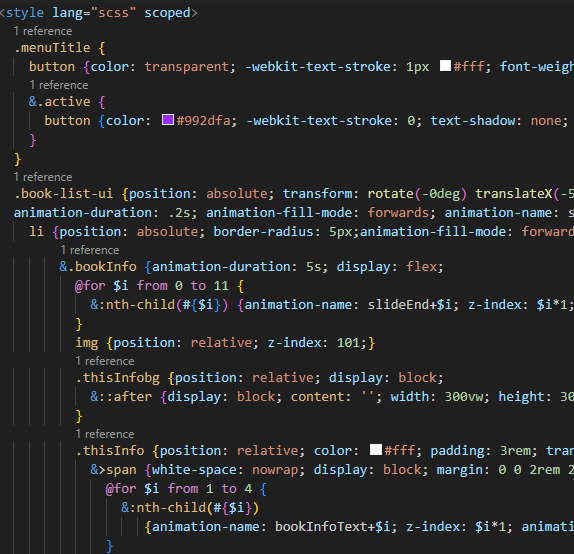 <style lang="scss" scoped>
1 reference
.menuTitle {
button {color: transparent; -webkit-text-stroke: 1px #fff; font-weigh
1 reference
&.active {
button {color: #992dfa; -webkit-text-stroke: 0; text-shadow: none;
}
}
1 reference
.book-list-ui {position: absolute; transform: rotate(-0deg) translateX(-5
animation-duration: .2s; animation-fill-mode: forwards; animation-name: s
li {position: absolute; border-radius: 5px;animation-fill-mode: forward
1 reference
&.bookInfo {animation-duration: 5s; display: flex;
@for $i from 0 to 11 {
&:nth-child(#{$i}) {animation-name: slideEnd+$i; z-index: $i*1;
}
img {position: relative; z-index: 101;}
1 reference
.thisInfobg {position: relative; display: block;
&::after {display: block; content: ''; width: 300vw; height: 30
}
1 reference
.thisInfo {position: relative; color: #fff; padding: 3rem; tran
&>span {white-space: nowrap; display: block; margin: 0 0 2rem 2
@for $i from 1 to 4 {
&:nth-child(#{$i})
{animation-name: bookInfoText+$i; z-index: $i*1; animati
}